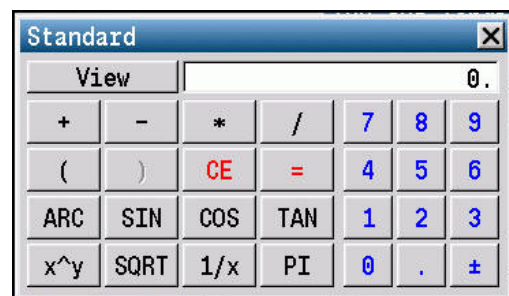 Standard
View 0.
+ - * / 7 8 9
( ) CE = 4 5 6
ARC SIN COS TAN 1 2 3
x^y SQRT 1/x PI 0 . ±